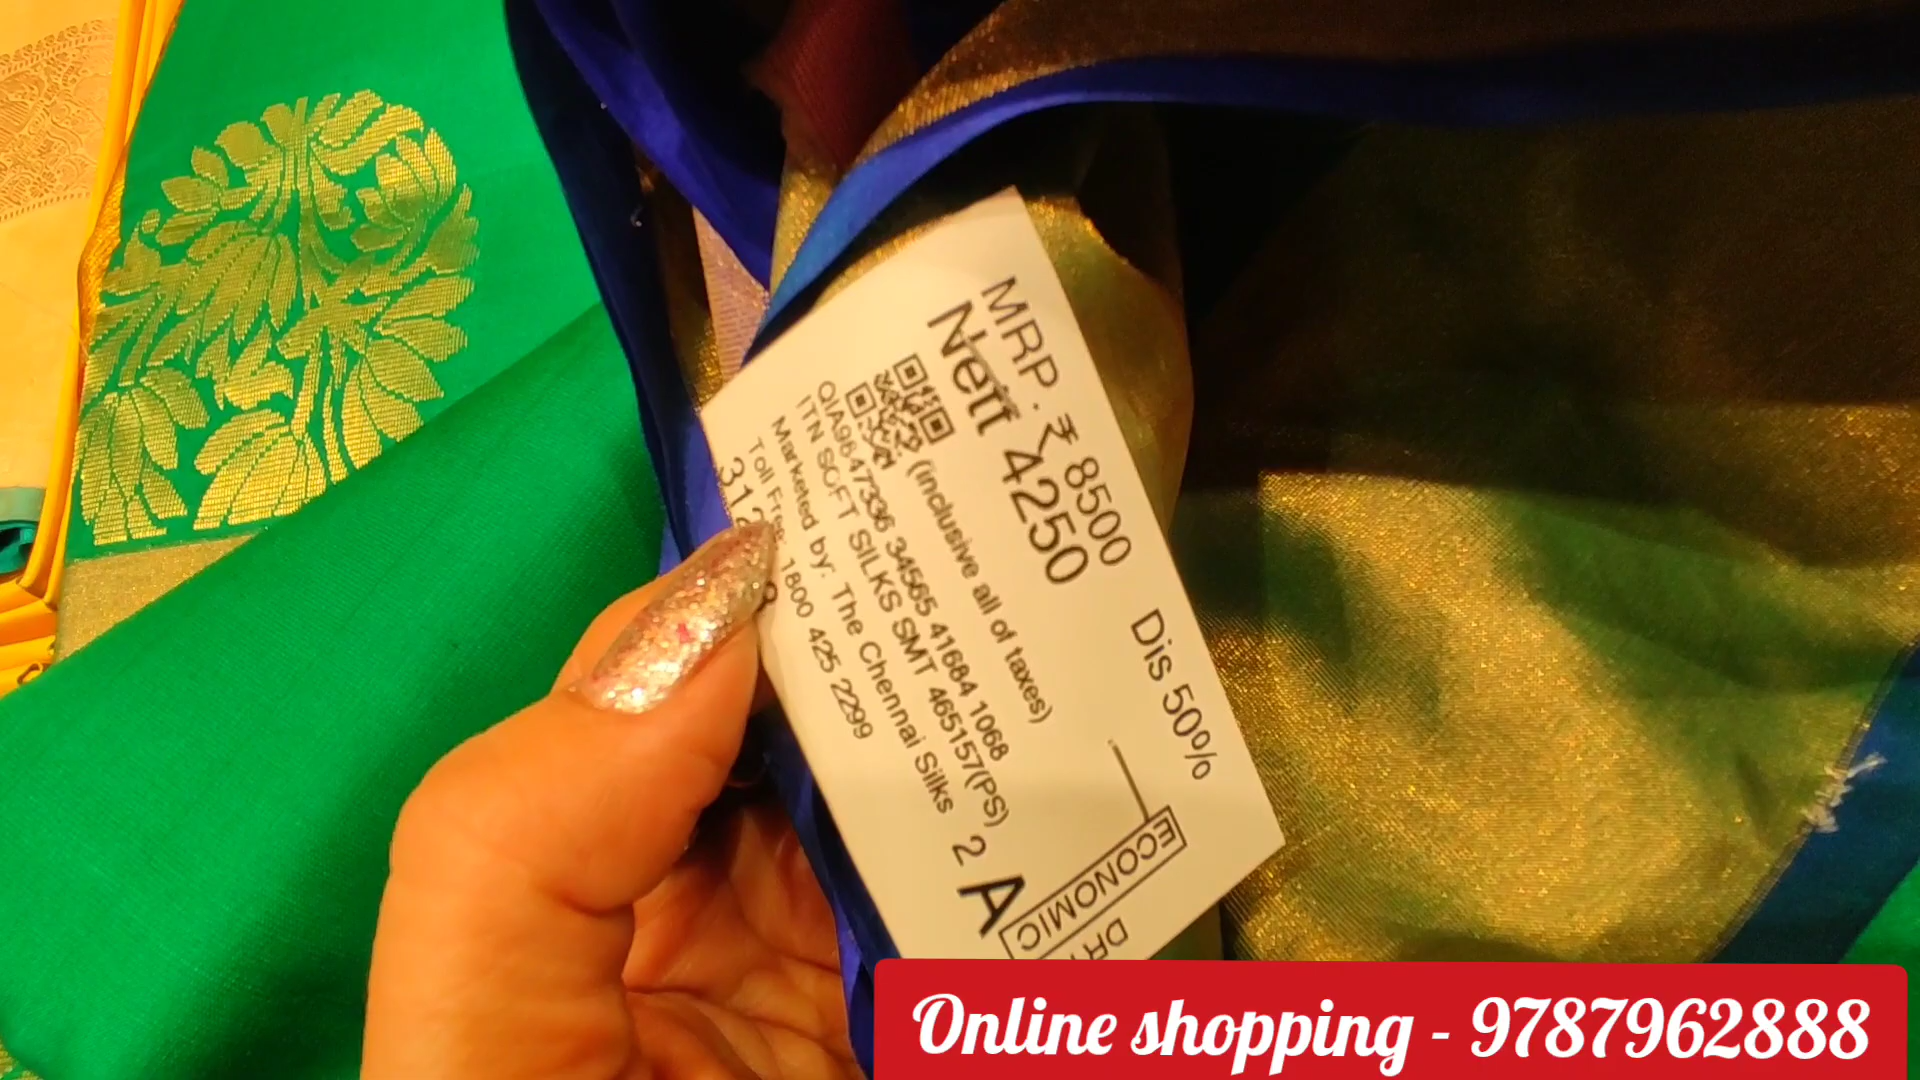 MRP. ₹ 8500 Dis 50%
Nett 4250
(inclusive all of taxes)
34565 41684 1068
ITN SOFT SILKS SMT 465157(PS)
Marketed by: The Chennai Silks 2
Toll Free 1800 425 2299
A
ECONOMIC
Online shopping - 9787962888